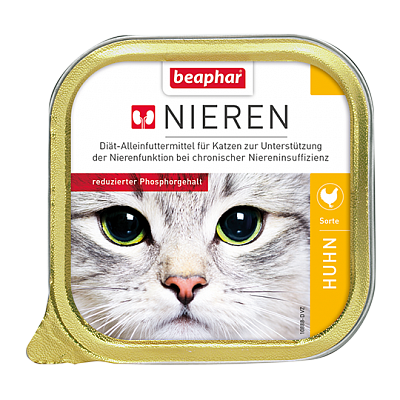 beaphar
NIEREN
Diät-Alleinfuttermittel für Katzen zur Unterstützung
der Nierenfunktion bei chronischer Niereninsuffizienz
reduzierter Phosphorgehalt
Sorte
HUHN